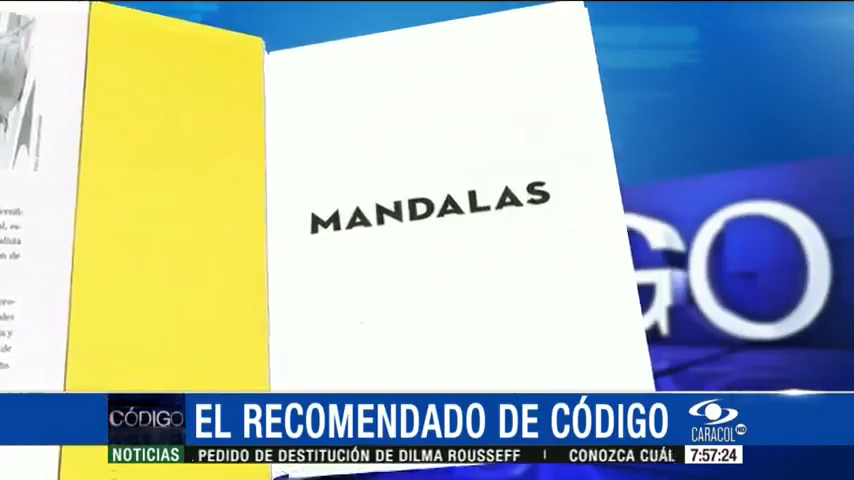 MANDALAS
GO
CÓDIGO
EL RECOMENDADO DE CÓDIGO
CARACOL HD
NOTICIAS
. PEDIDO DE DESTITUCIÓN DE DILMA ROUSSEFF | CONOZCA CUÁL
7:57:24